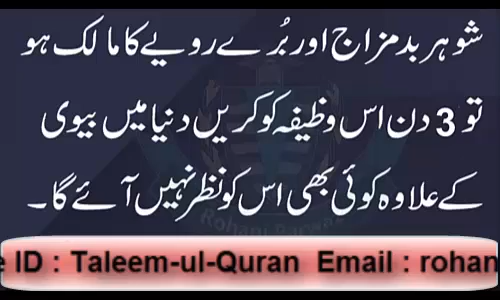 شوہر بدمزاج اور بُرے رویے کا مالک ہو
تو 3 دن اس وظیفہ کو کریں دنیا میں بیوی
کے علاوہ کوئی بھی اس کو نظر نہیں آئے گا۔
e ID : Taleem-ul-Quran Email : rohan